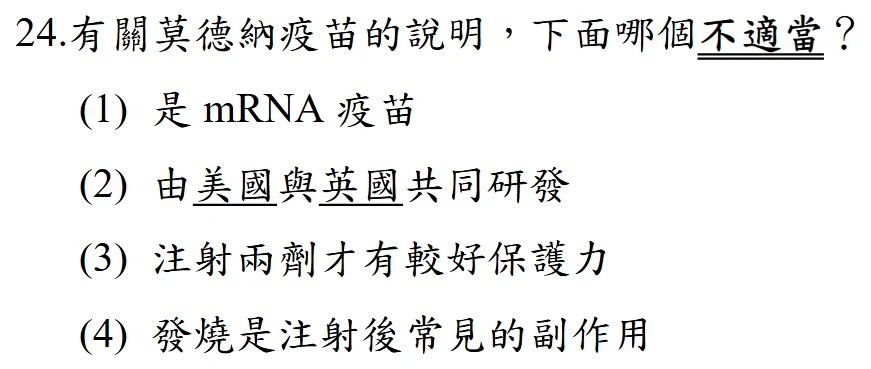 24.有關莫德納疫苗的說明，下面哪個不適當？
(1) 是 mRNA 疫苗
(2) 由美國與英國共同研發
(3) 注射兩劑才有較好保護力
(4) 發燒是注射後常見的副作用